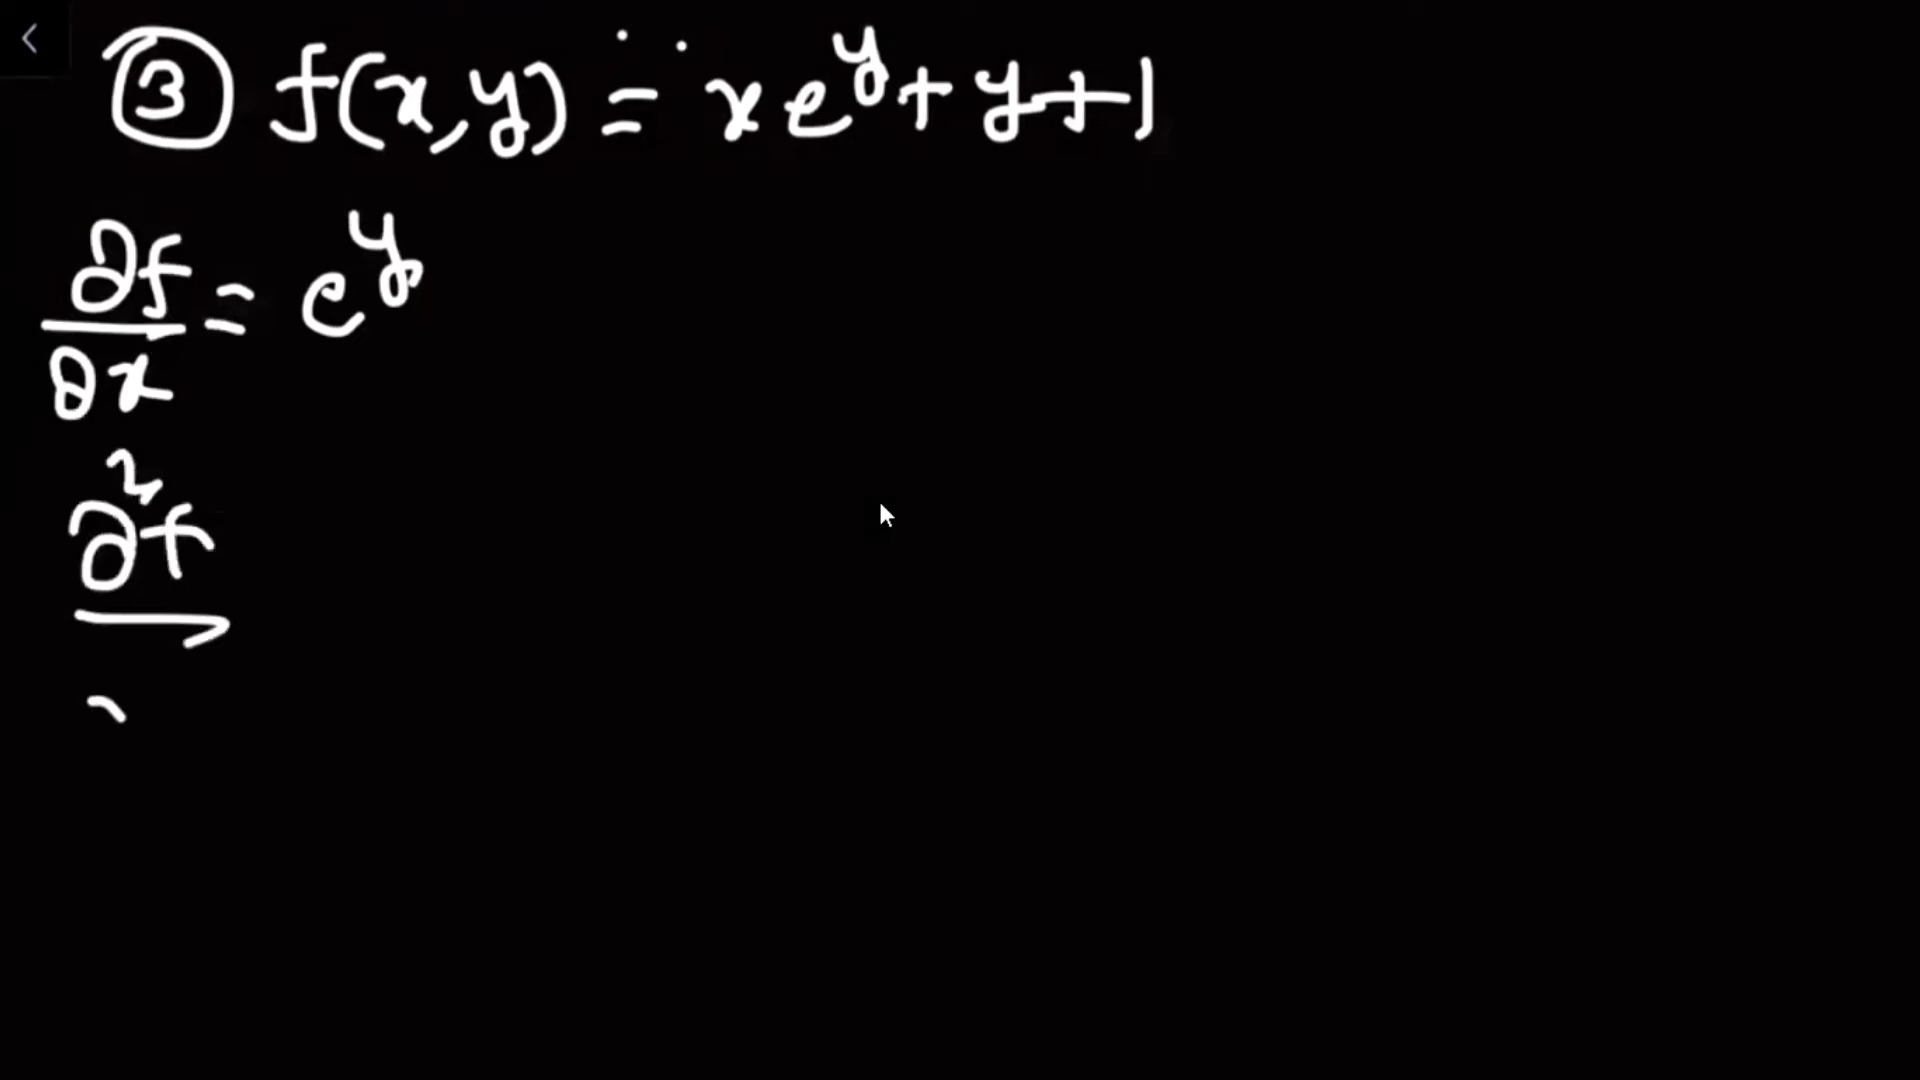 ③ f(x,y) = xe^y + y + 1
∂f/∂x = e^y
∂²f